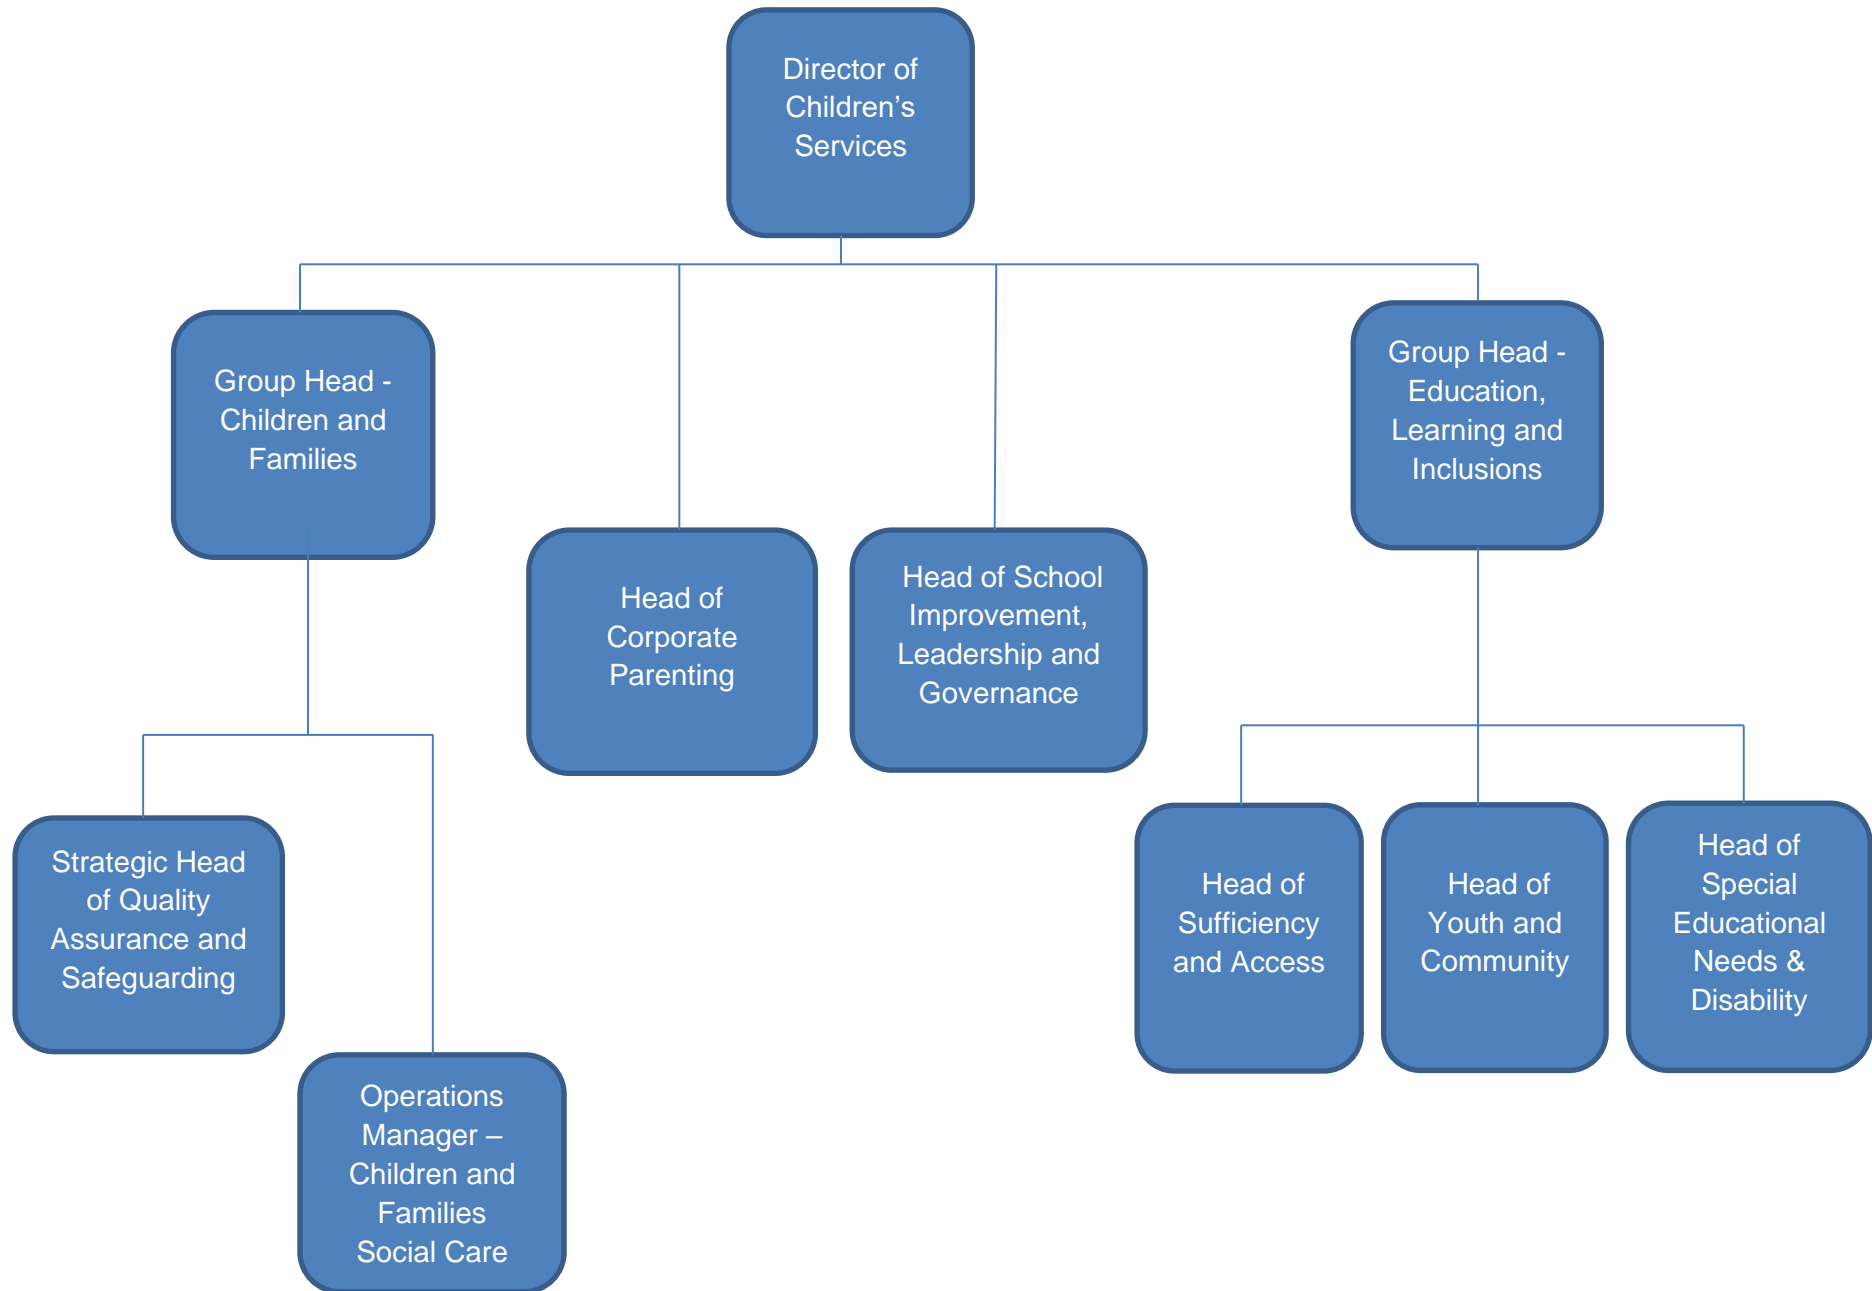 Director of
Children’s
Services
Group Head -
Children and
Families
Group Head -
Education,
Learning and
Inclusions
Head of
Corporate
Parenting
Head of School
Improvement,
Leadership and
Governance
Strategic Head
of Quality
Assurance and
Safeguarding
Operations
Manager –
Children and
Families
Social Care
Head of
Sufficiency
and Access
Head of
Youth and
Community
Head of
Special
Educational
Needs &
Disability